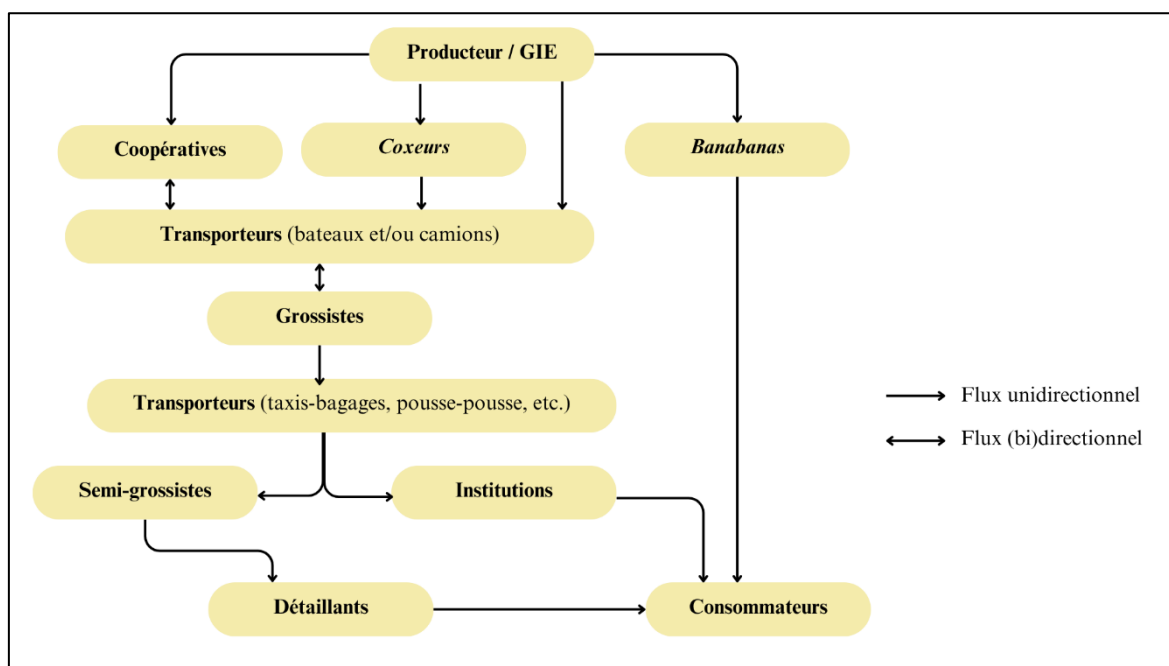 Producteur / GIE
Coopératives
Coxeurs
Banabanas
Transporteurs (bateaux et/ou camions)
Grossistes
Transporteurs (taxis-bagages, pousse-pousse, etc.)
Flux unidirectionnel
Flux (bi)directionnel
Semi-grossistes
Institutions
Détaillants
Consommateurs